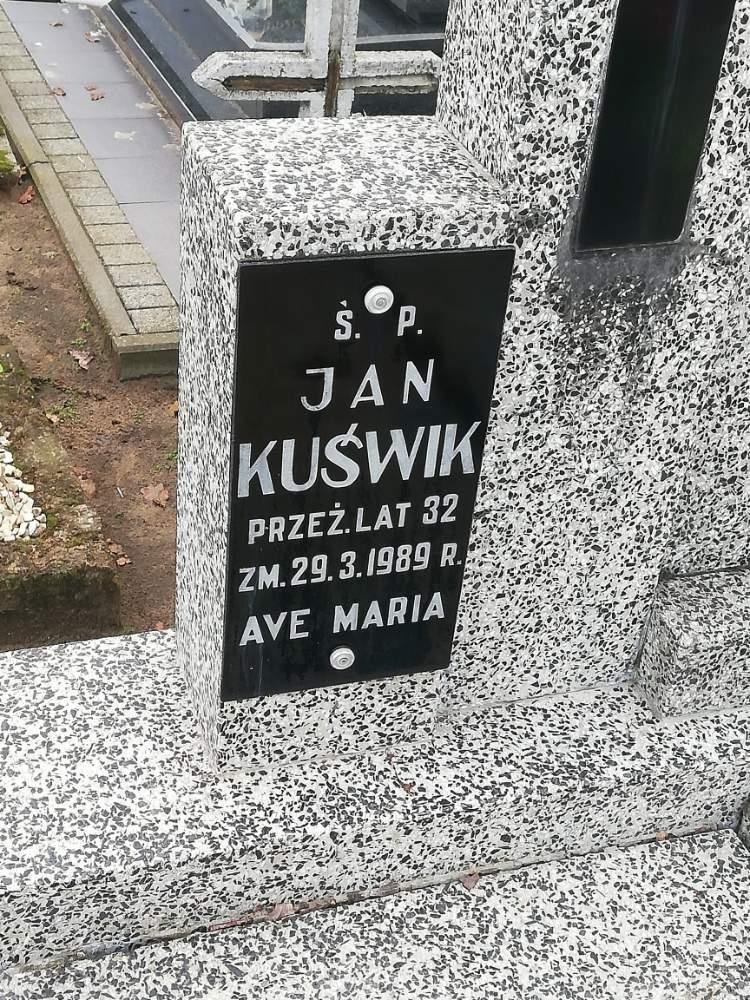 Ś. P.
JAN
KUŚWIK
PRZEŻ. LAT 32
ZM. 29. 3. 1989 R.
AVE MARIA